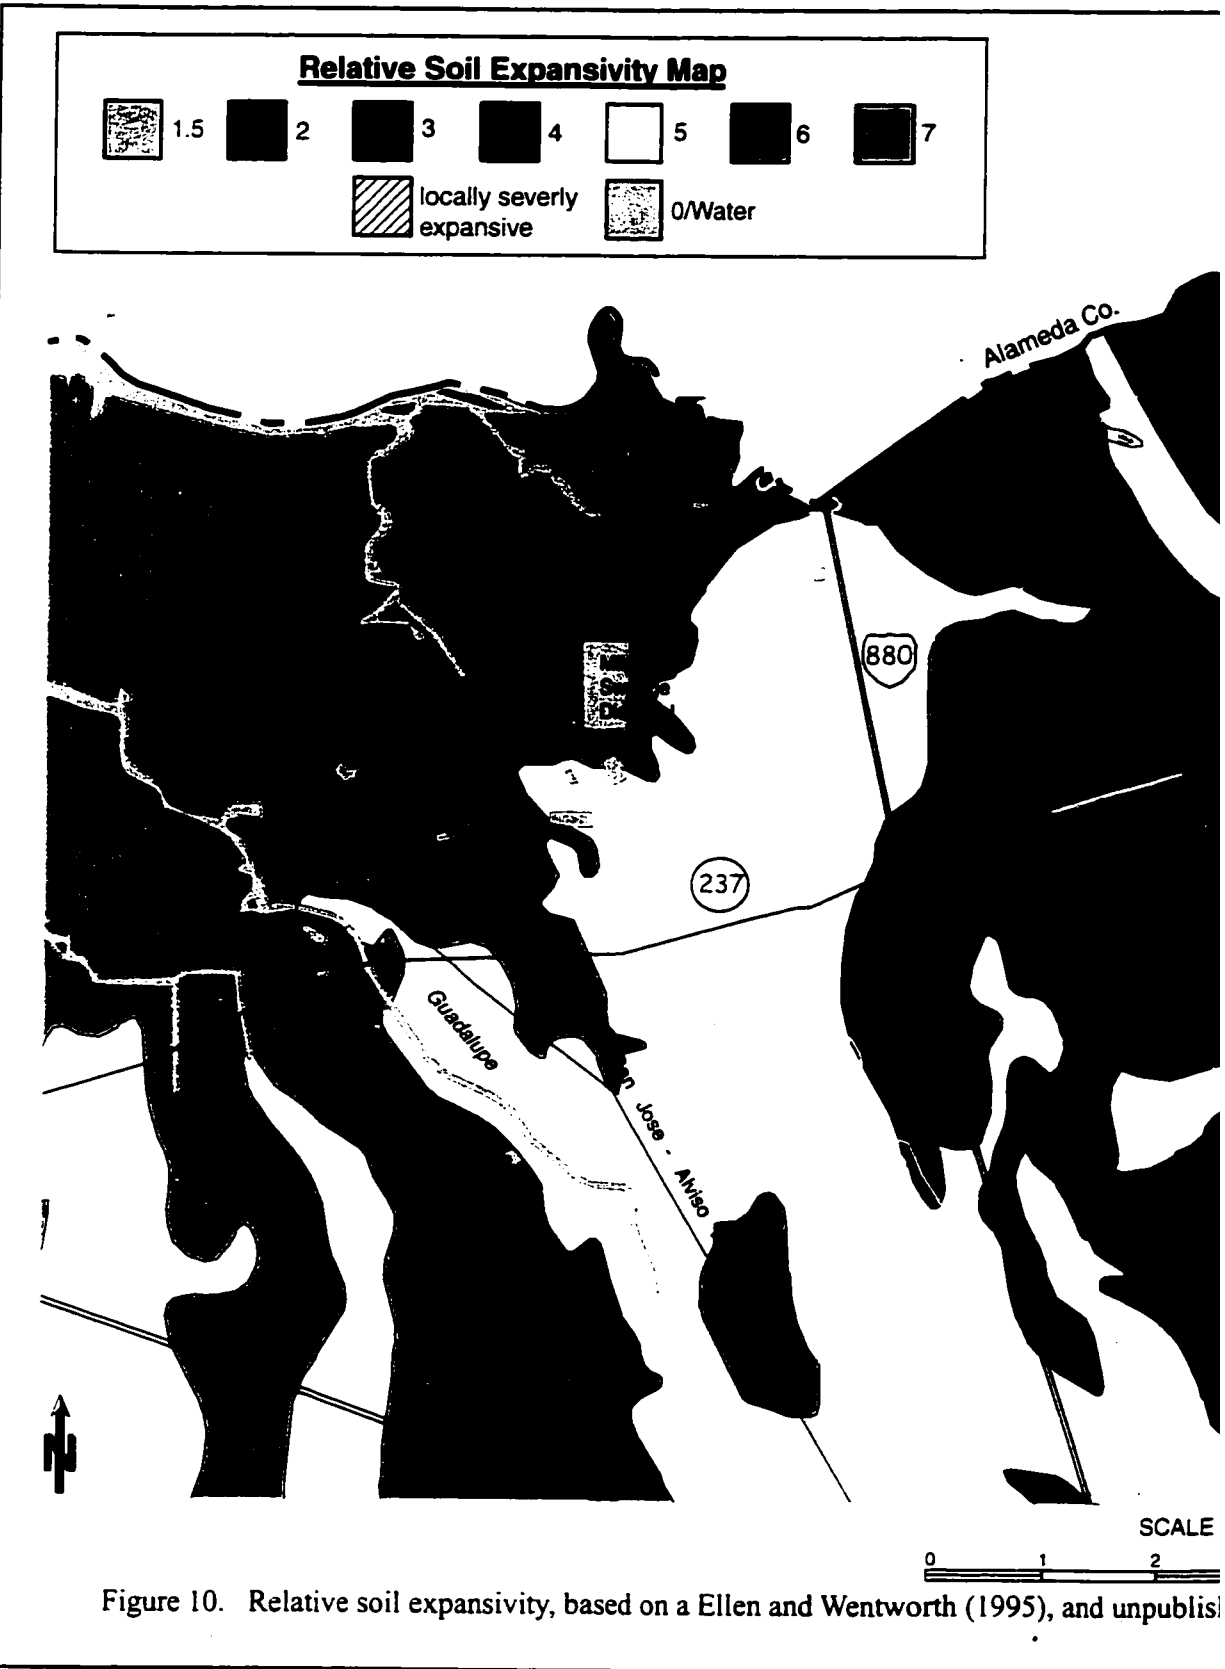 Relative Soil Expansivity Map
1.5 2 3 4 5 6 7
locally severly
expansive
0/Water
Alameda Co.
880
237
Guadalupe
Jose - Alviso
N
SCALE
0 1 2
Figure 10. Relative soil expansivity, based on a Ellen and Wentworth (1995), and